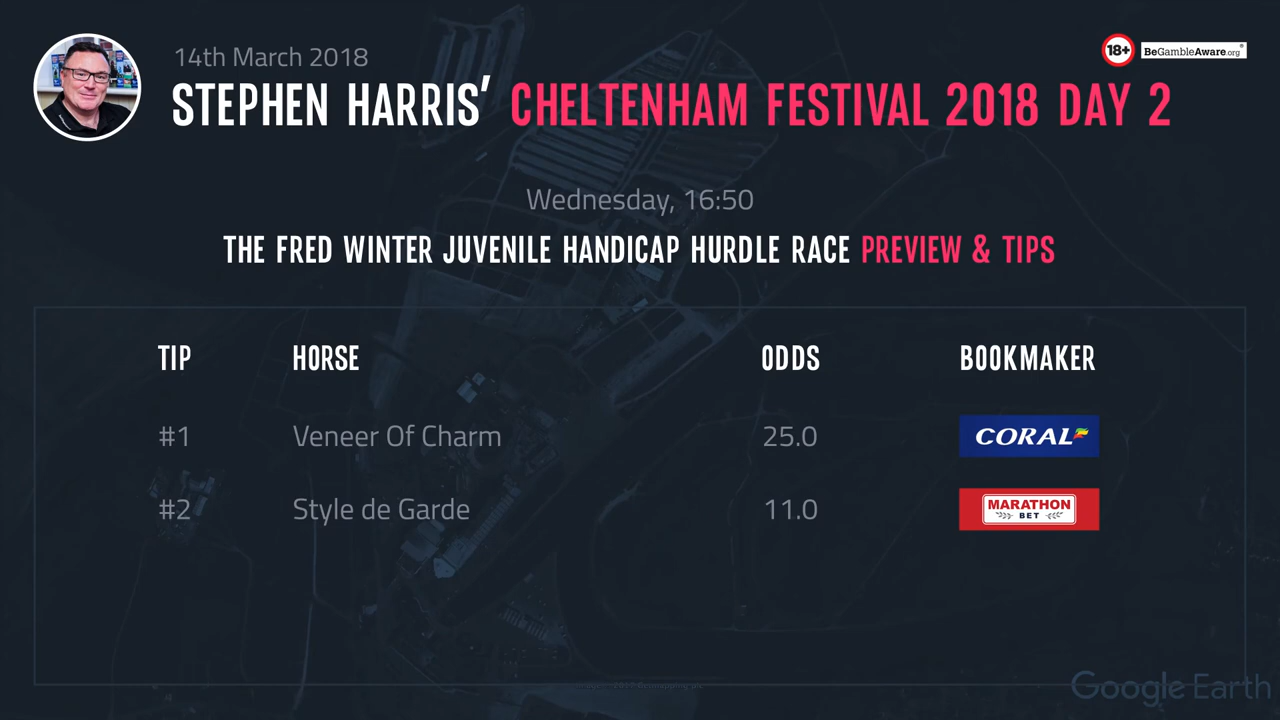 14th March 2018
STEPHEN HARRIS' CHELTENHAM FESTIVAL 2018 DAY 2
18+ BeGambleAware.org®
Wednesday, 16:50
THE FRED WINTER JUVENILE HANDICAP HURDLE RACE PREVIEW & TIPS
TIP HORSE ODDS BOOKMAKER
#1 Veneer Of Charm 25.0 CORAL
#2 Style de Garde 11.0 MARATHON BET
Google Earth